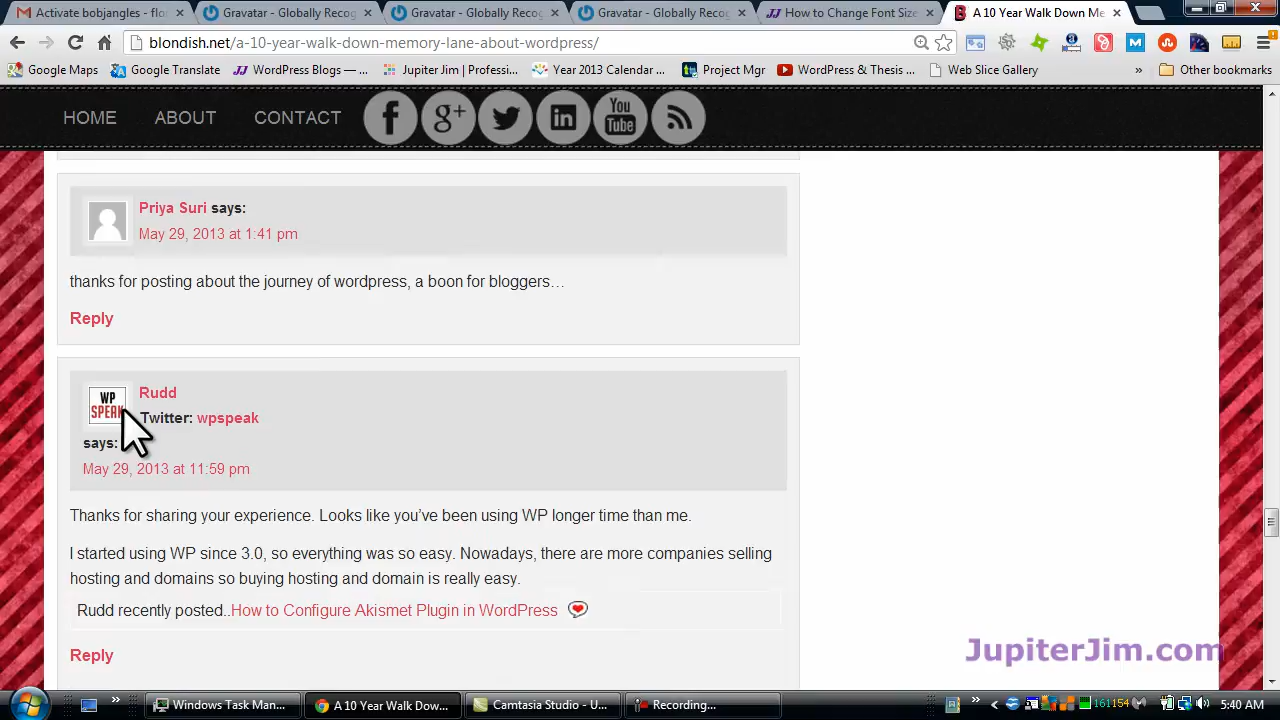 Activate bobjangles - flo
Gravatar - Globally Recog
Gravatar - Globally Reco
Gravatar - Globally Recog
How to Change Font Size
A 10 Year Walk Down Me
blondish.net/a-10-year-walk-down-memory-lane-about-wordpress/
Google Maps
Google Translate
WordPress Blogs —...
Jupiter Jim | Profess...
Year 2013 Calendar ...
Project Mgr
WordPress & Thesis ...
Web Slice Gallery
»
Other bookmarks
HOME
ABOUT
CONTACT
You
Tube
Priya Suri says:
May 29, 2013 at 1:41 pm
thanks for posting about the journey of wordpress, a boon for bloggers…
Reply
WP
SPEAK
Rudd
Twitter: wpspeak
says:
May 29, 2013 at 11:59 pm
Thanks for sharing your experience. Looks like you’ve been using WP longer time than me.
I started using WP since 3.0, so everything was so easy. Nowadays, there are more companies selling
hosting and domains so buying hosting and domain is really easy.
Rudd recently posted..How to Configure Akismet Plugin in WordPress
Reply
JupiterJim.com
Windows Task Man...
A 10 Year Walk Dow...
Camtasia Studio - U...
Recording...
161154
5:40 AM